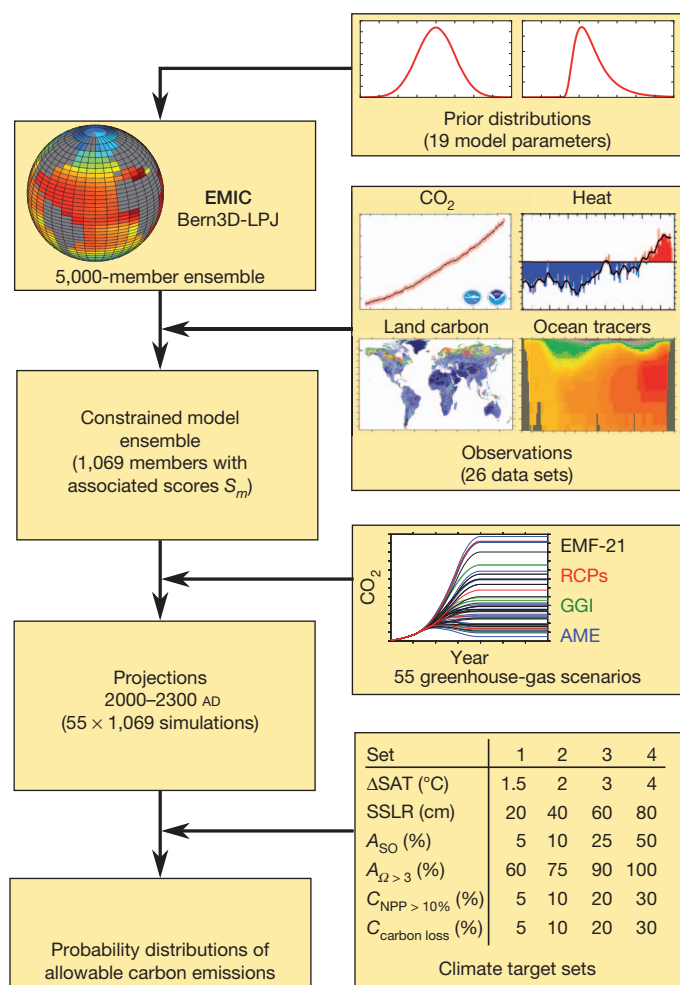 Prior distributions
(19 model parameters)
EMIC
Bern3D-LPJ
5,000-member ensemble
CO₂
Heat
Land carbon
Ocean tracers
Observations
(26 data sets)
Constrained model
ensemble
(1,069 members with
associated scores Sₘ)
CO₂
EMF-21
RCPs
GGI
AME
Year
55 greenhouse-gas scenarios
Projections
2000–2300 AD
(55 × 1,069 simulations)
Set 1 2 3 4
ΔSAT (°C) 1.5 2 3 4
SSLR (cm) 20 40 60 80
A_SO (%) 5 10 25 50
A_Ω > 3 (%) 60 75 90 100
C_NPP > 10% (%) 5 10 20 30
C_carbon loss (%) 5 10 20 30
Climate target sets
Probability distributions of
allowable carbon emissions